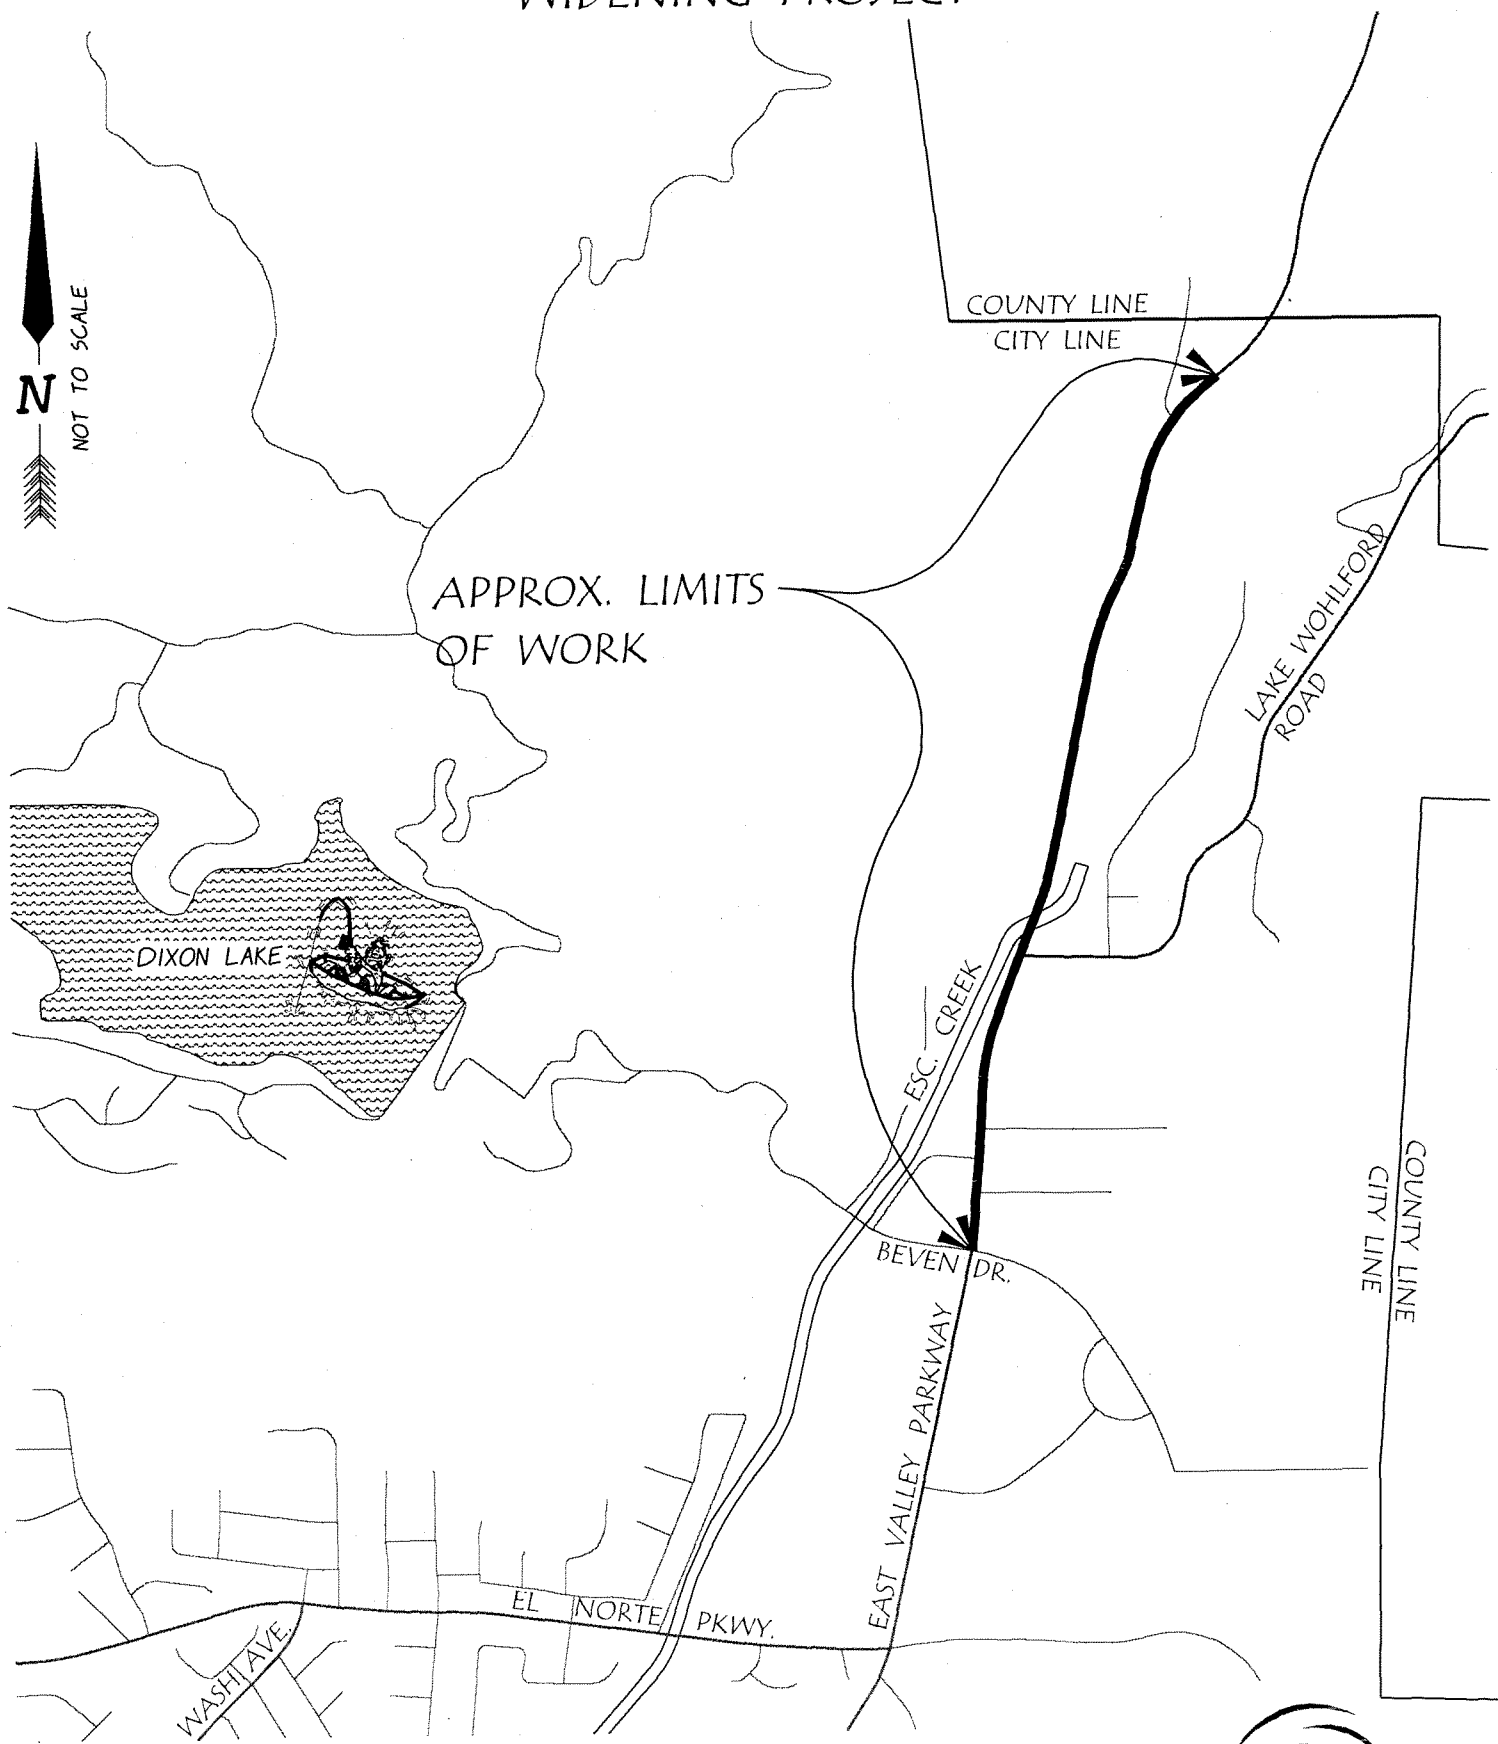 WIDENING PROJECT
COUNTY LINE
CITY LINE
N
NOT TO SCALE
APPROX. LIMITS
OF WORK
LAKE WOHLFORD
ROAD
DIXON LAKE
ESC. CREEK
BEVEN DR.
COUNTY LINE
CITY LINE
EAST VALLEY PARKWAY
EL NORTE PKWY.
WASH AVE.